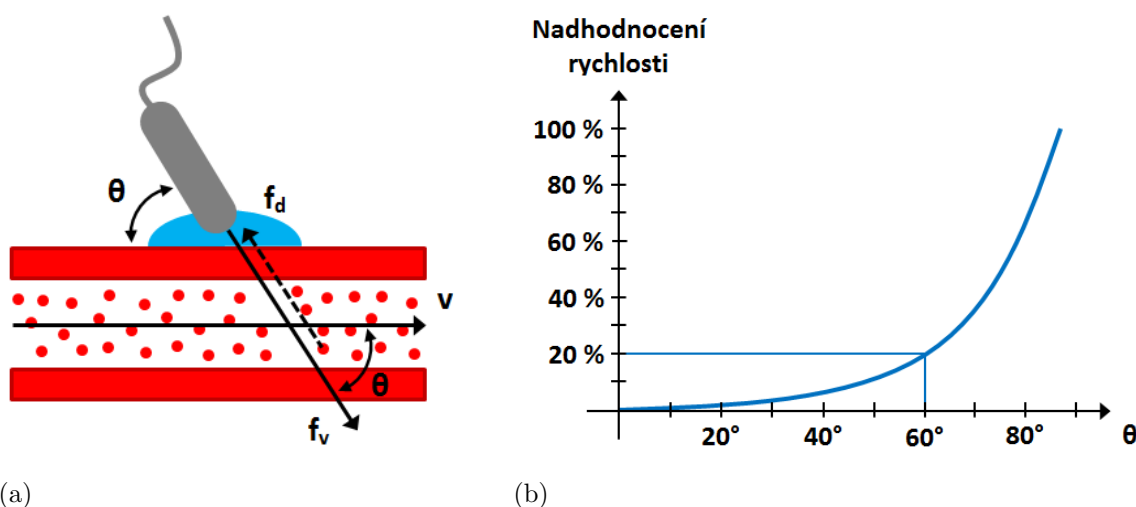 θ
f_d
v
θ
f_v
(a)
Nadhodnocení
rychlosti
100 %
80 %
60 %
40 %
20 %
20°
40°
60°
80°
θ
(b)